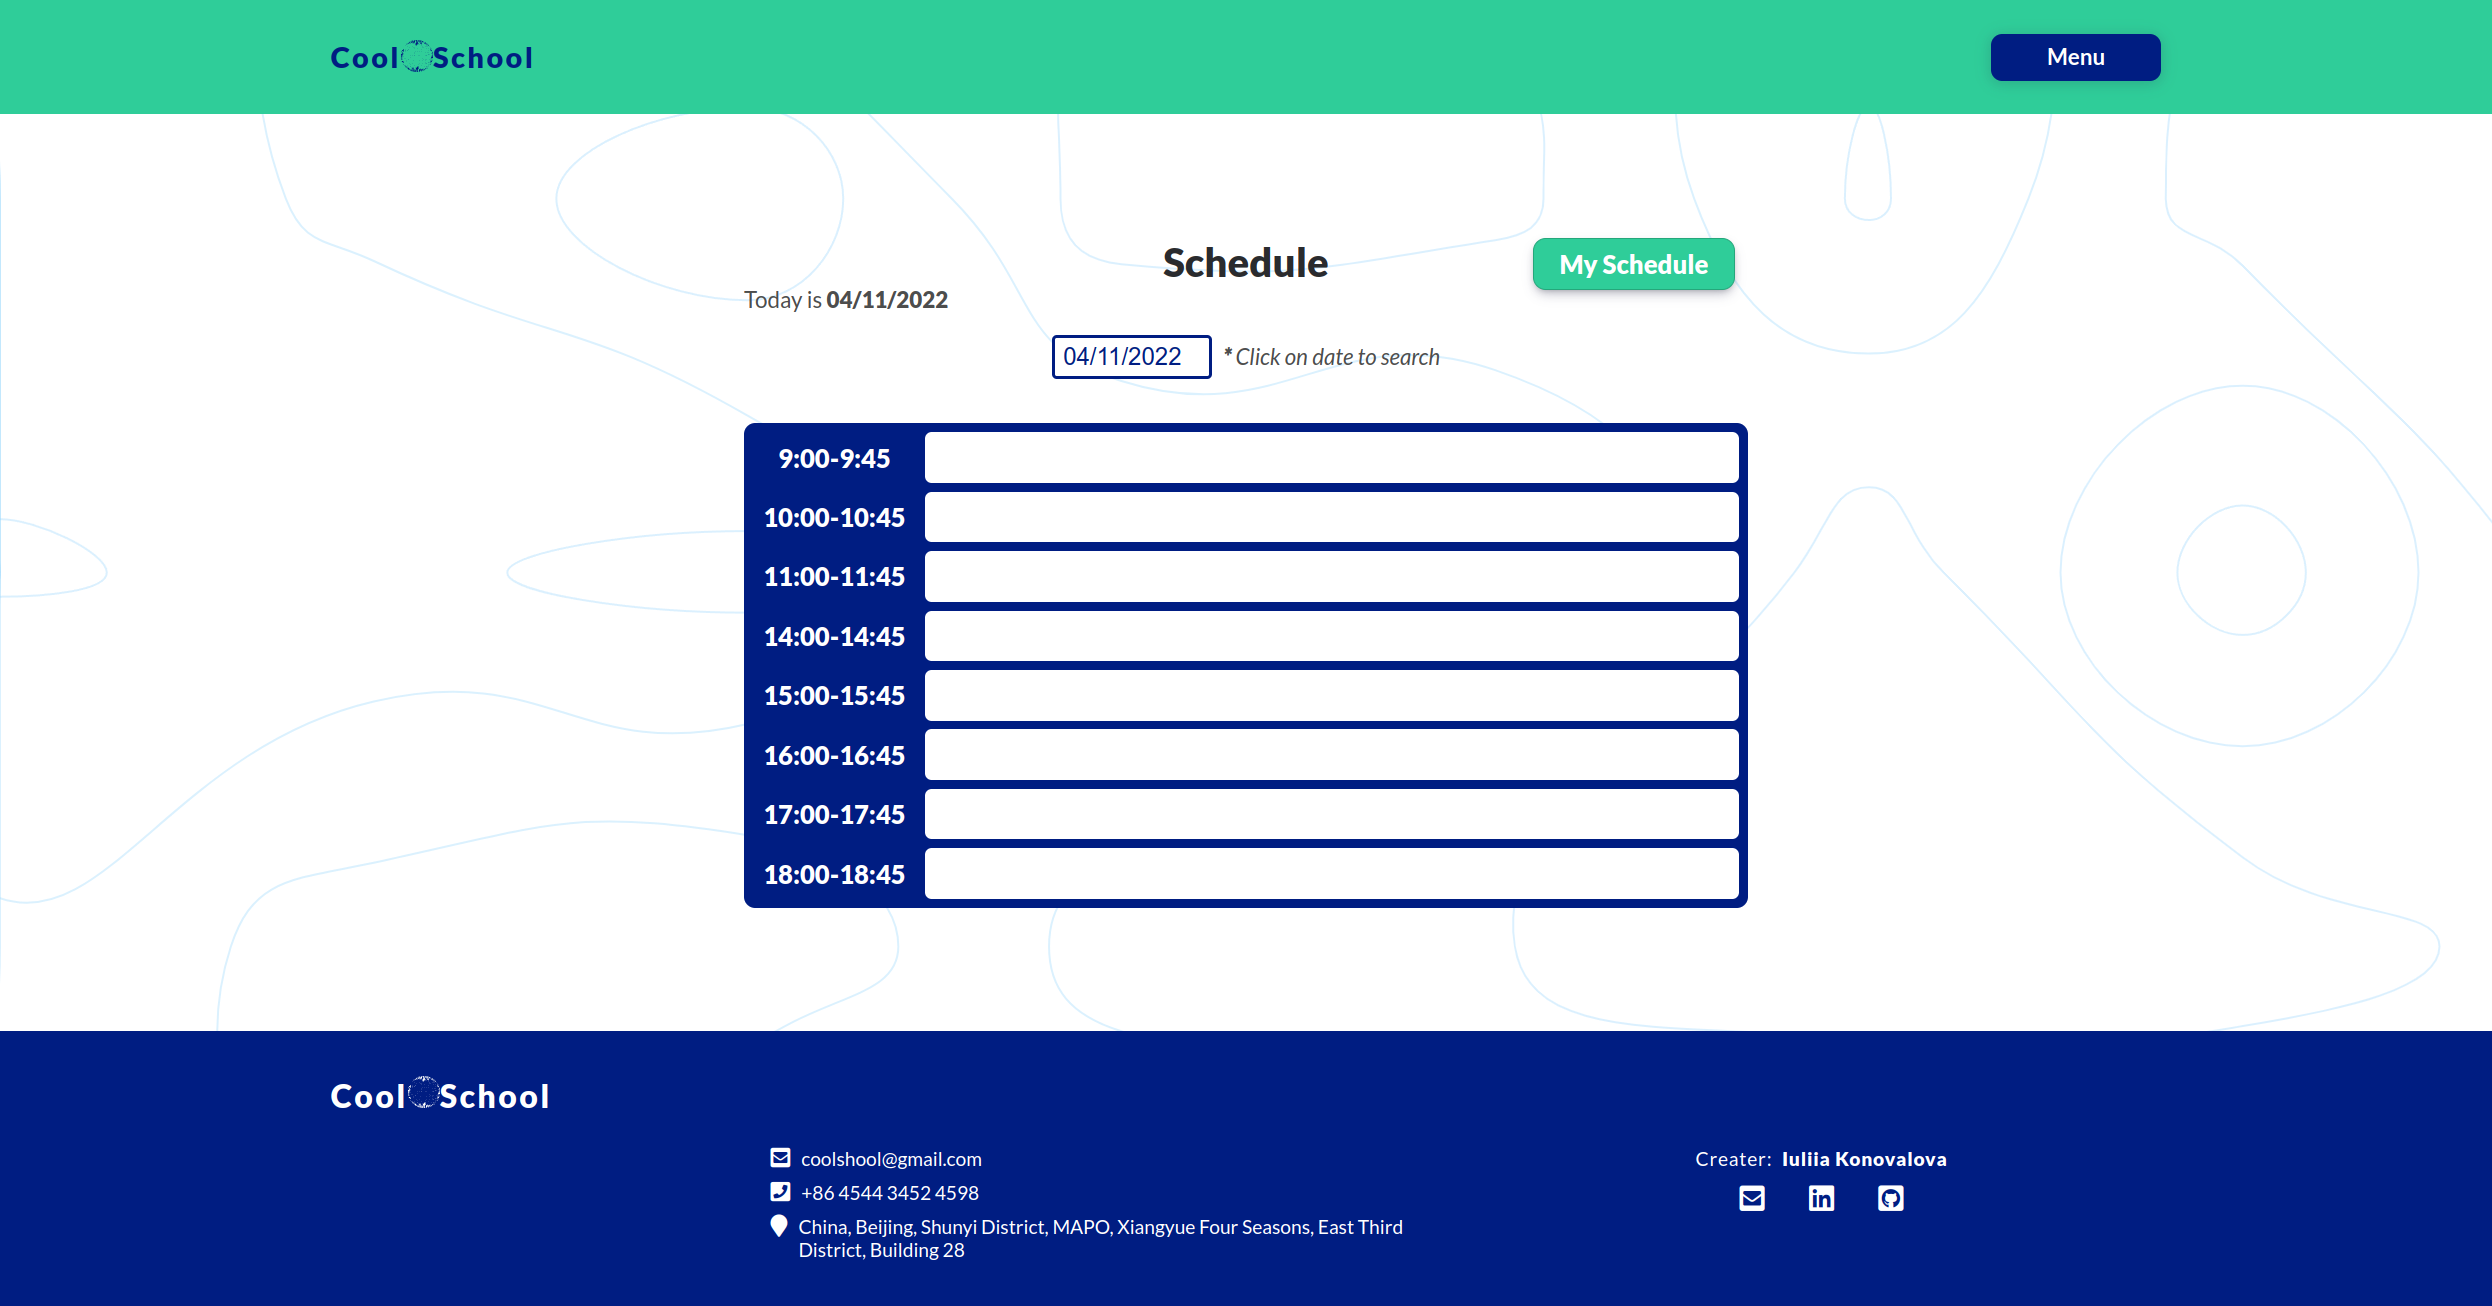 Cool School
Menu
Schedule
My Schedule
Today is 04/11/2022
04/11/2022 * Click on date to search
9:00-9:45
10:00-10:45
11:00-11:45
14:00-14:45
15:00-15:45
16:00-16:45
17:00-17:45
18:00-18:45
Cool School
coolshool@gmail.com
+86 4544 3452 4598
China, Beijing, Shunyi District, MAPO, Xiangyue Four Seasons, East Third
District, Building 28
Creater: Iuliia Konovalova